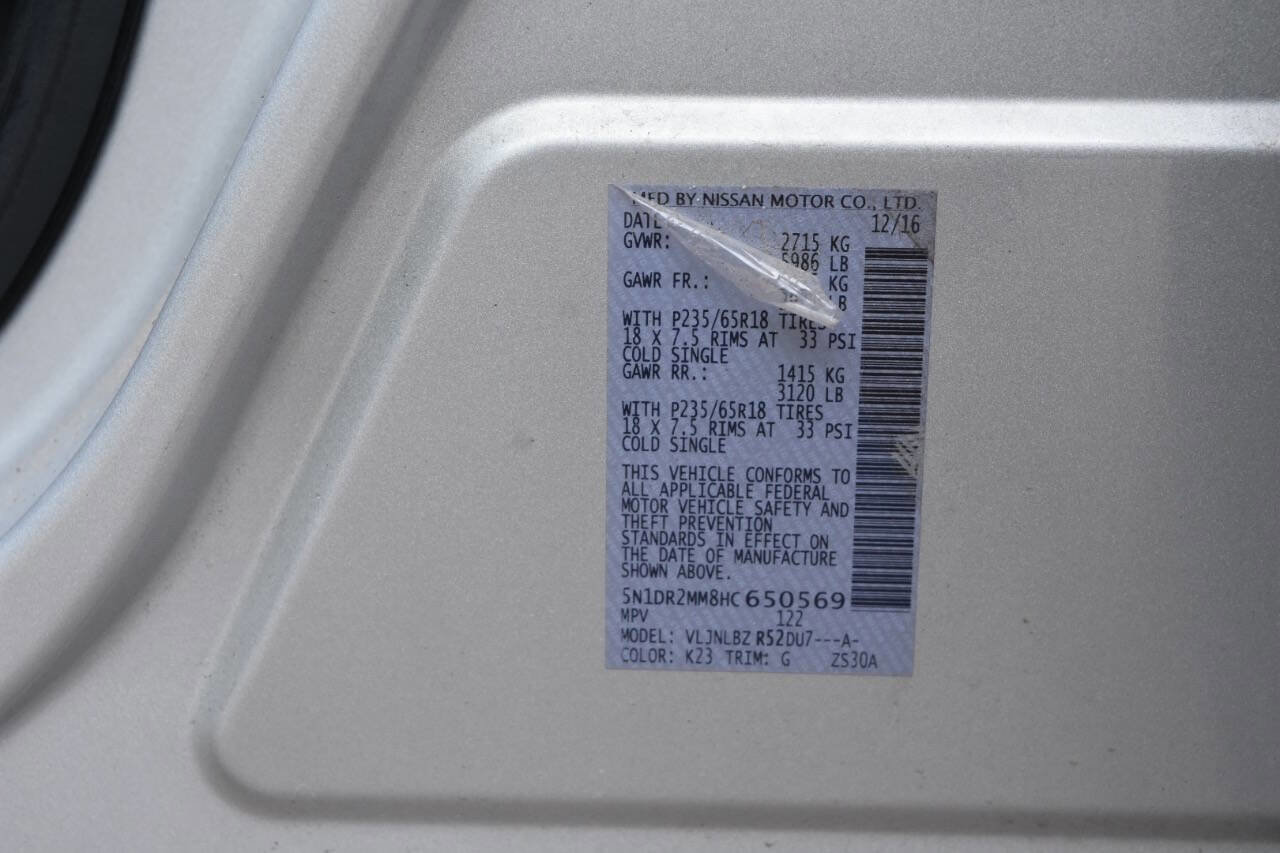 MFD BY NISSAN MOTOR CO., LTD.
DATE 12/16
GVWR: 2715 KG
5986 LB
GAWR FR.: KG
LB
WITH P235/65R18 TIRES
18 X 7.5 RIMS AT 33 PSI
COLD SINGLE
GAWR RR.: 1415 KG
3120 LB
WITH P235/65R18 TIRES
18 X 7.5 RIMS AT 33 PSI
COLD SINGLE
THIS VEHICLE CONFORMS TO
ALL APPLICABLE FEDERAL
MOTOR VEHICLE SAFETY AND
THEFT PREVENTION
STANDARDS IN EFFECT ON
THE DATE OF MANUFACTURE
SHOWN ABOVE.
5N1DR2MM8HC650569
MPV 122
MODEL: VLJNLBZ R52DU7---A-
COLOR: K23 TRIM: G ZS30A